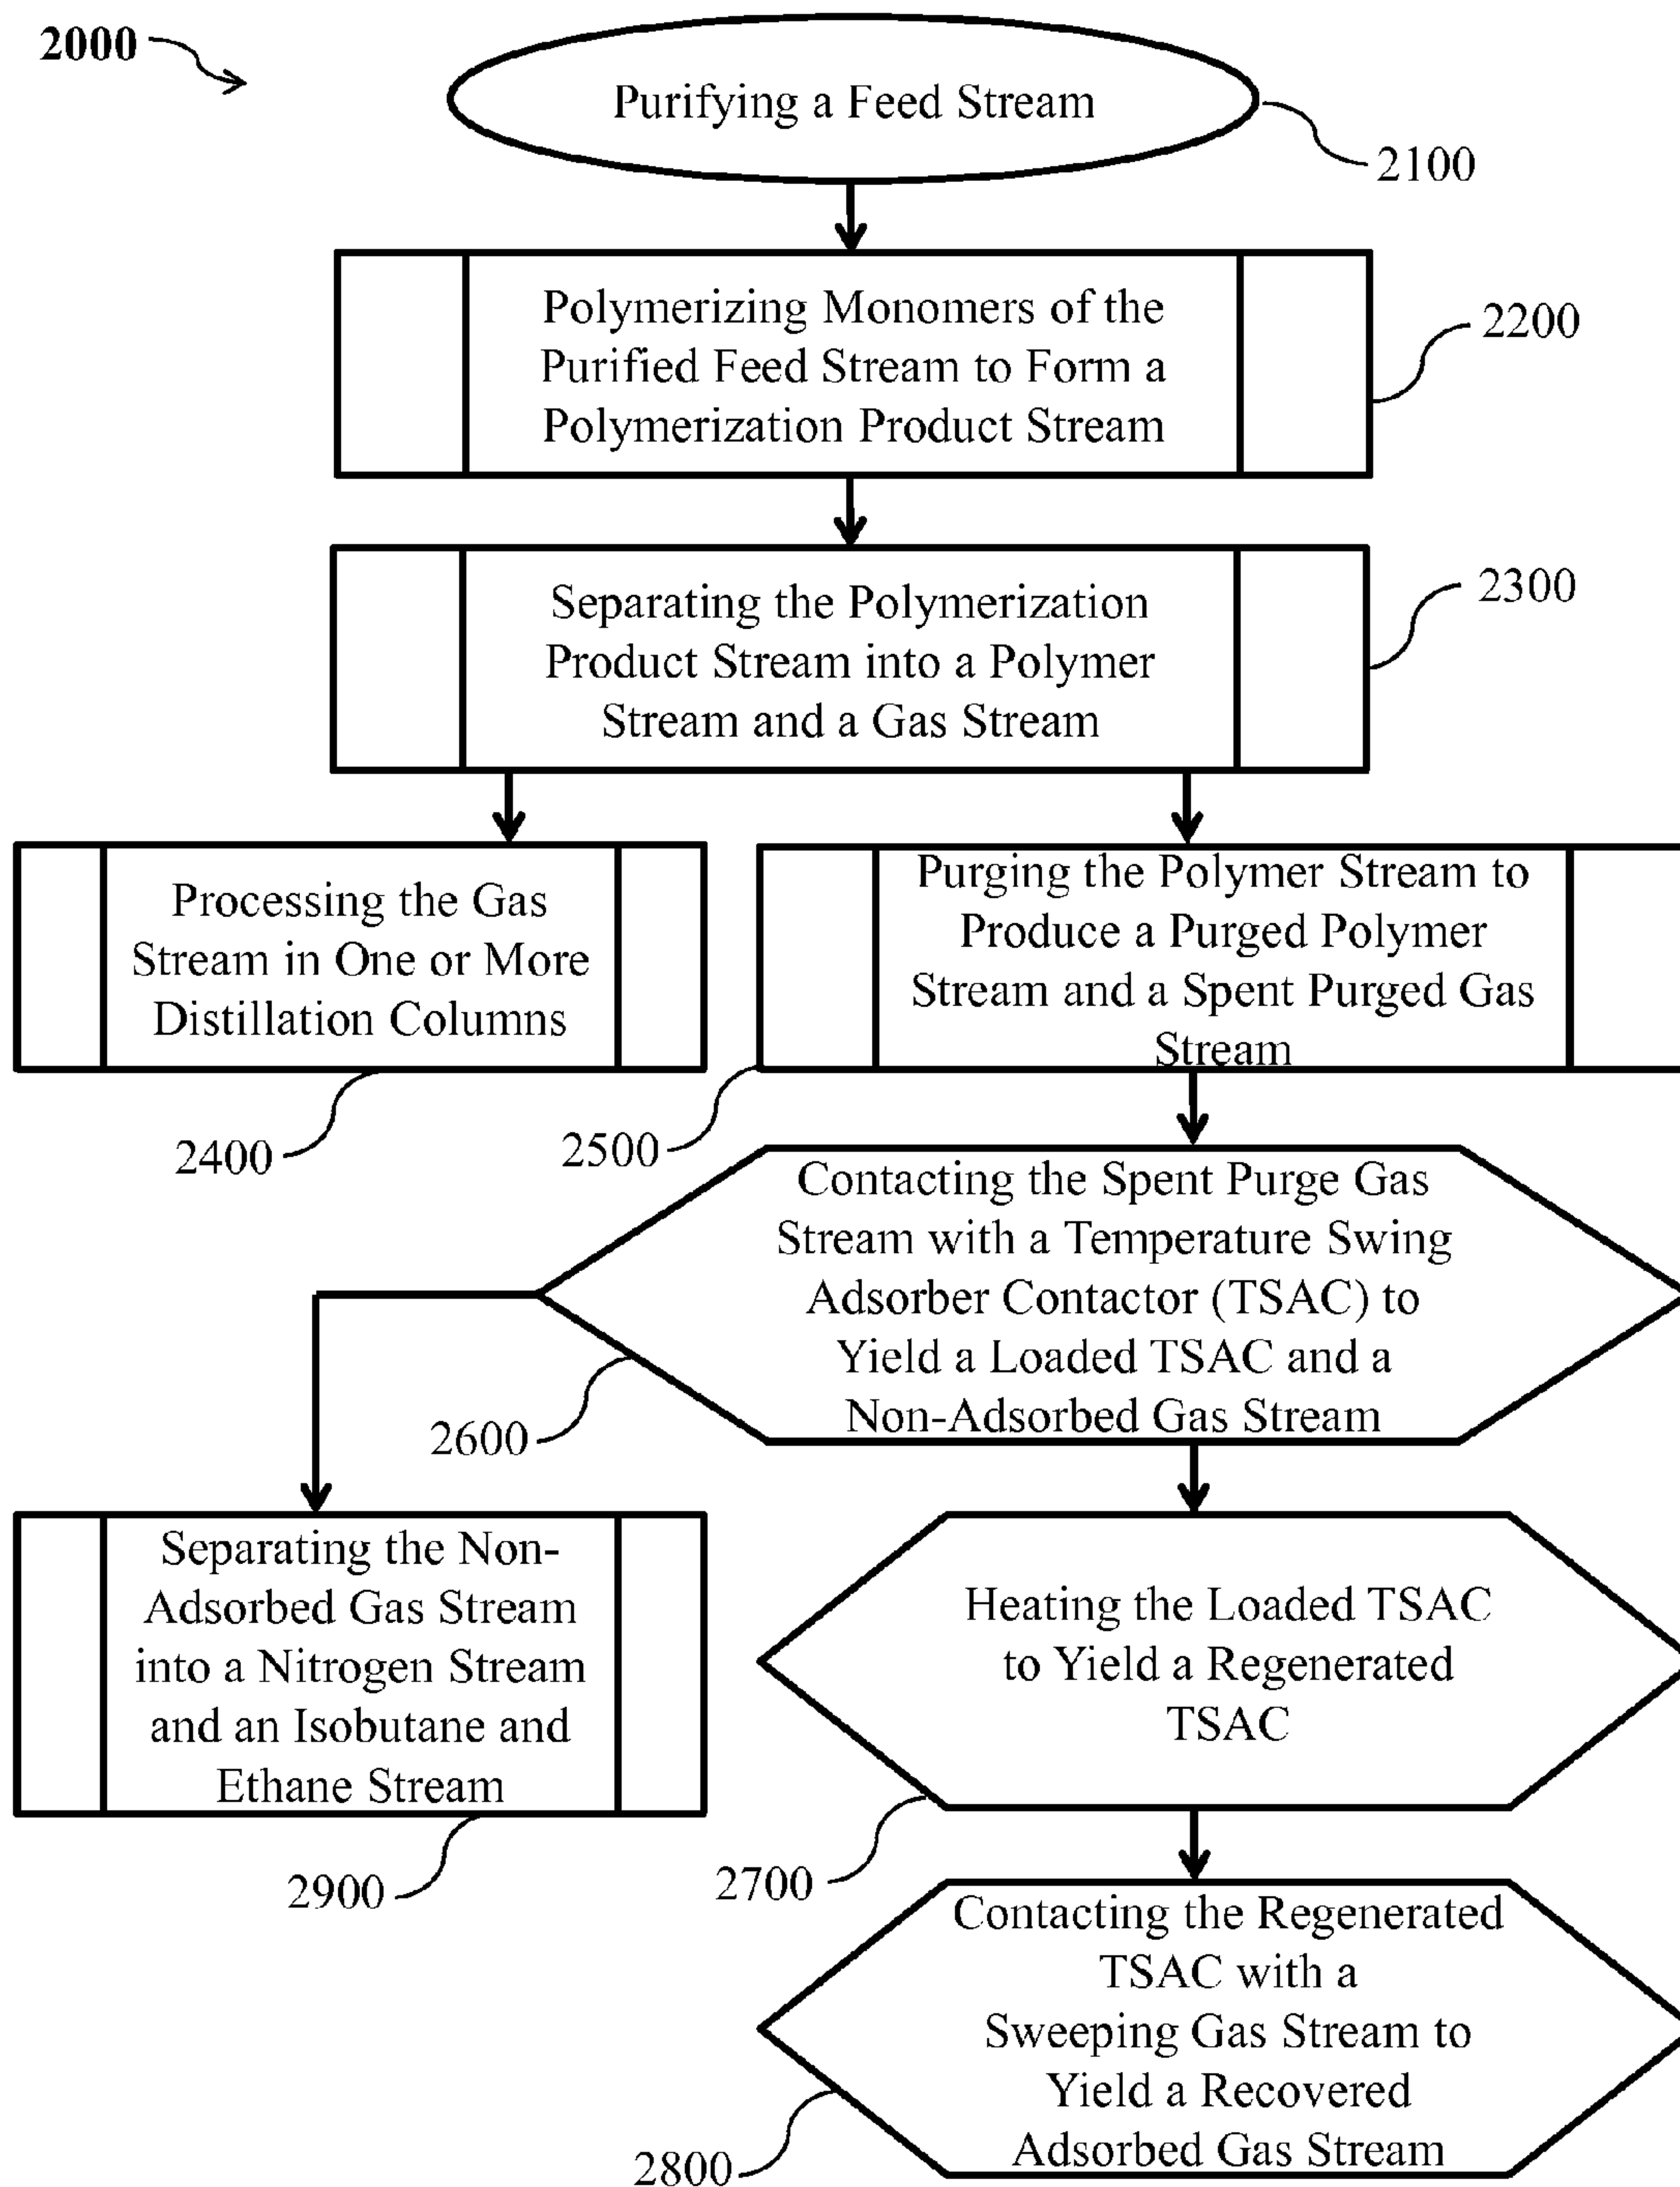 2000
Purifying a Feed Stream
2100
Polymerizing Monomers of the
Purified Feed Stream to Form a
Polymerization Product Stream
2200
Separating the Polymerization
Product Stream into a Polymer
Stream and a Gas Stream
2300
Processing the Gas
Stream in One or More
Distillation Columns
2400
Purging the Polymer Stream to
Produce a Purged Polymer
Stream and a Spent Purged Gas
Stream
2500
Contacting the Spent Purge Gas
Stream with a Temperature Swing
Adsorber Contactor (TSAC) to
Yield a Loaded TSAC and a
Non-Adsorbed Gas Stream
2600
Separating the Non-
Adsorbed Gas Stream
into a Nitrogen Stream
and an Isobutane and
Ethane Stream
2900
Heating the Loaded TSAC
to Yield a Regenerated
TSAC
2700
Contacting the Regenerated
TSAC with a
Sweeping Gas Stream to
Yield a Recovered
Adsorbed Gas Stream
2800